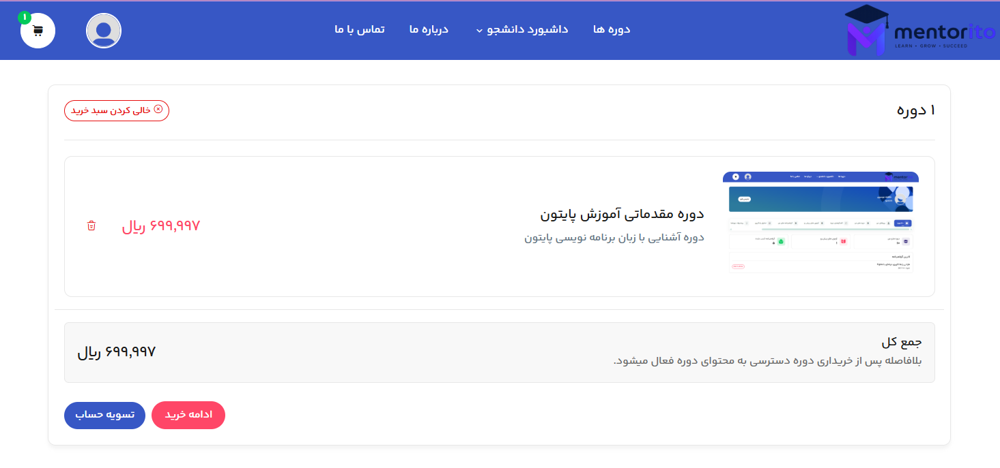 mentorito
LEARN • GROW • SUCCEED
دوره ها
داشبورد دانشجو
درباره ما
تماس با ما
۱
۱ دوره
خالی کردن سبد خرید
دوره مقدماتی آموزش پایتون
دوره آشنایی با زبان برنامه نویسی پایتون
۶۹۹,۹۹۷ ریال
جمع کل
بلافاصله پس از خریداری دوره دسترسی به محتوای دوره فعال میشود.
۶۹۹,۹۹۷ ریال
ادامه خرید
تسویه حساب